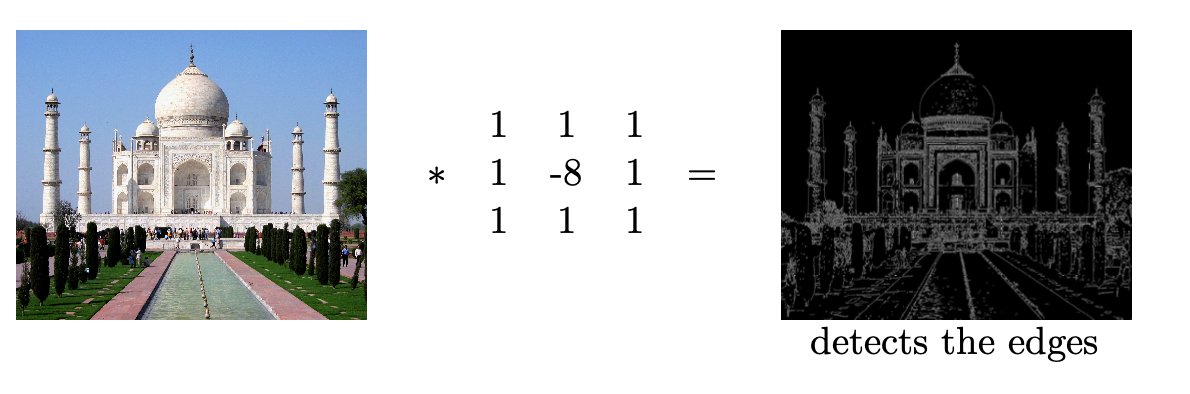 1 1 1
* 1 -8 1 =
1 1 1
detects the edges